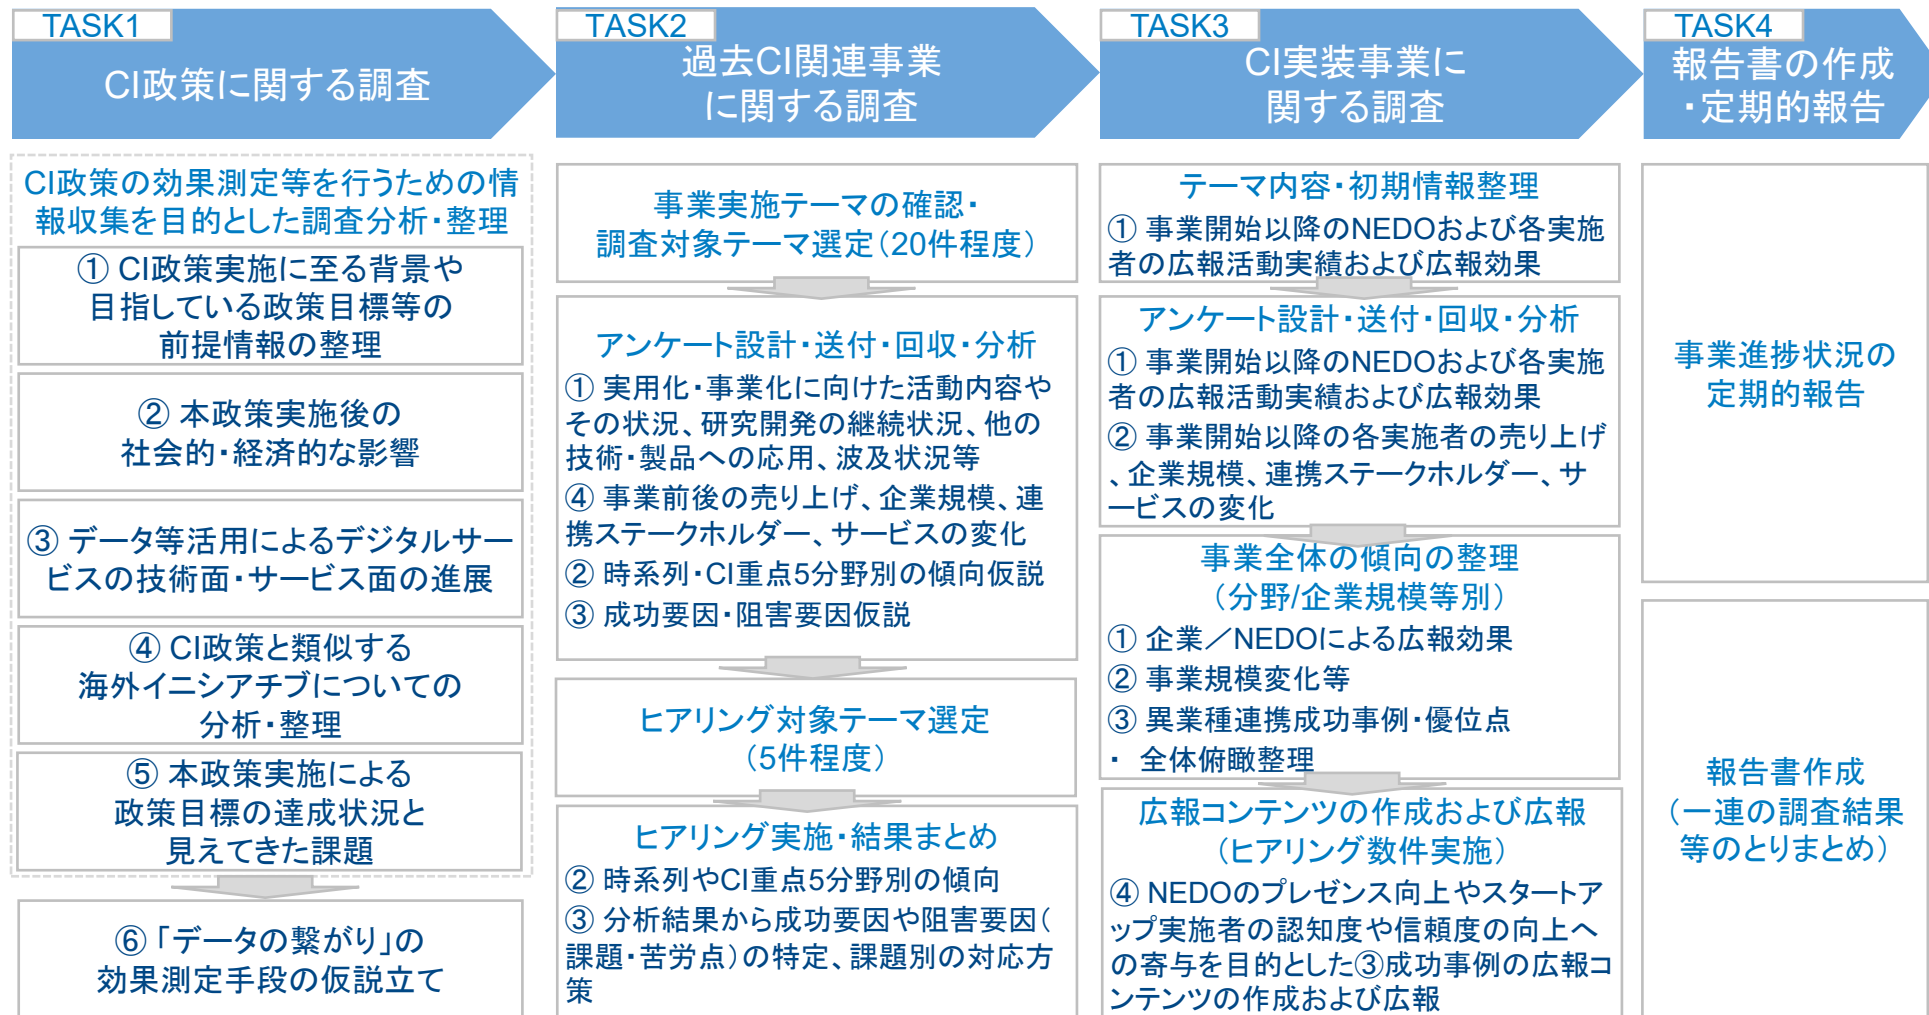 TASK1
CI政策に関する調査
CI政策の効果測定等を行うための情
報収集を目的とした調査分析・整理
① CI政策実施に至る背景や
目指している政策目標等の
前提情報の整理
② 本政策実施後の
社会的・経済的な影響
③ データ等活用によるデジタルサー
ビスの技術面・サービス面の進展
④ CI政策と類似する
海外イニシアチブについての
分析・整理
⑤ 本政策実施による
政策目標の達成状況と
見えてきた課題
⑥「データの繋がり」の
効果測定手段の仮説立て
TASK2
過去CI関連事業
に関する調査
事業実施テーマの確認・
調査対象テーマ選定（20件程度）
アンケート設計・送付・回収・分析
① 実用化・事業化に向けた活動内容や
その状況、研究開発の継続状況、他の
技術・製品への応用、波及状況等
④ 事業前後の売り上げ、企業規模、連
携ステークホルダー、サービスの変化
② 時系列・CI重点5分野別の傾向仮説
③ 成功要因・阻害要因仮説
ヒアリング対象テーマ選定
（5件程度）
ヒアリング実施・結果まとめ
② 時系列やCI重点5分野別の傾向
③ 分析結果から成功要因や阻害要因（
課題・苦労点）の特定、課題別の対応方
策
TASK3
CI実装事業に
関する調査
テーマ内容・初期情報整理
① 事業開始以降のNEDOおよび各実施
者の広報活動実績および広報効果
アンケート設計・送付・回収・分析
① 事業開始以降のNEDOおよび各実施
者の広報活動実績および広報効果
② 事業開始以降の各実施者の売り上げ
、企業規模、連携ステークホルダー、サ
ービスの変化
事業全体の傾向の整理
（分野/企業規模等別）
① 企業／NEDOによる広報効果
② 事業規模変化等
③ 異業種連携成功事例・優位点
・ 全体俯瞰整理
広報コンテンツの作成および広報
（ヒアリング数件実施）
④ NEDOのプレゼンス向上やスタートア
ップ実施者の認知度や信頼度の向上へ
の寄与を目的とした③成功事例の広報コ
ンテンツの作成および広報
TASK4
報告書の作成
・定期的報告
事業進捗状況の
定期的報告
報告書作成
（一連の調査結果
等のとりまとめ）